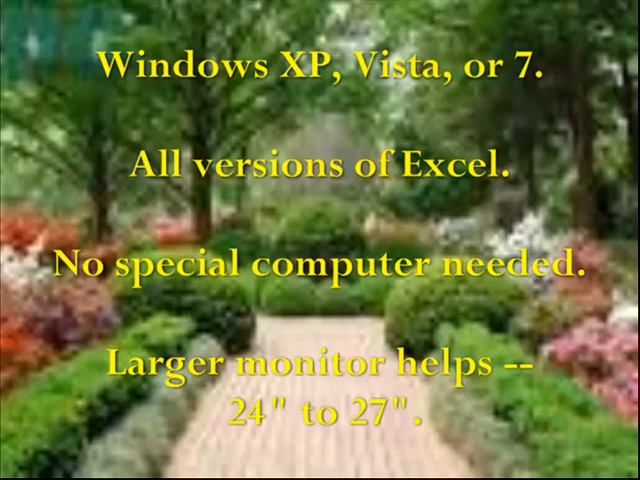 Windows XP, Vista, or 7.
All versions of Excel.
No special computer needed.
Larger monitor helps --
24" to 27".